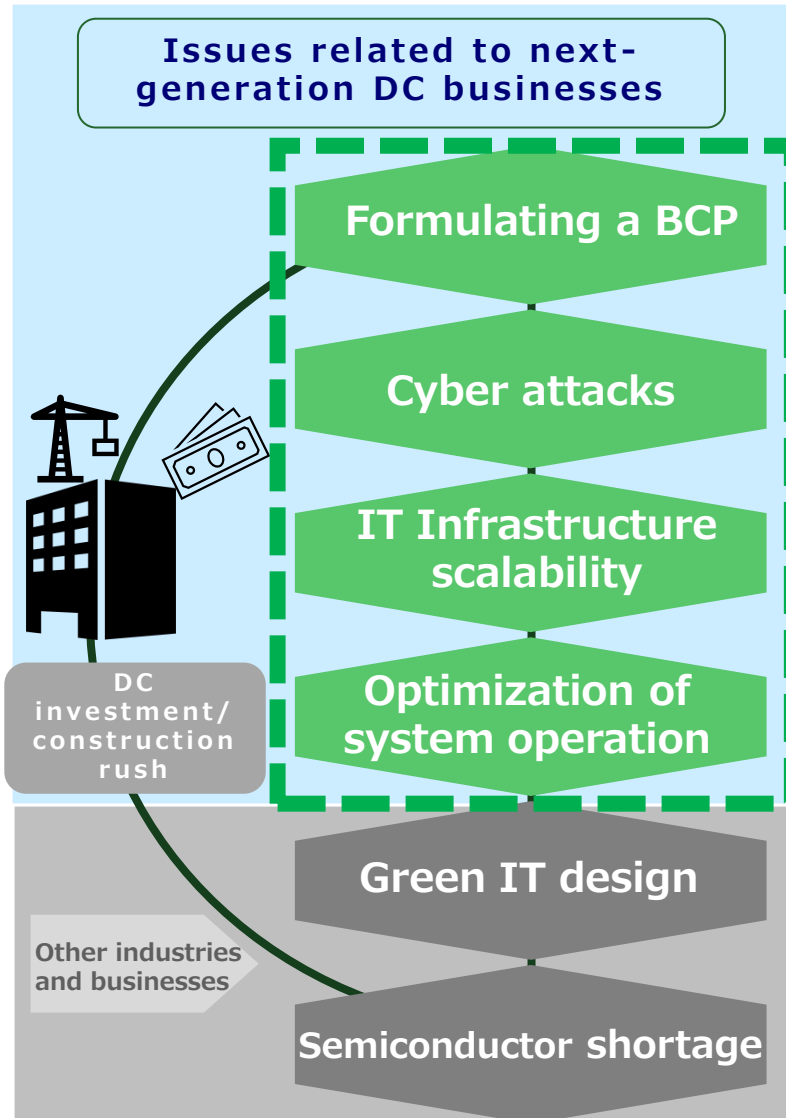 Issues related to next-
generation DC businesses
Formulating a BCP
Cyber attacks
IT Infrastructure
scalability
DC
investment/
construction
rush
Optimization of
system operation
Green IT design
Other industries
and businesses
Semiconductor shortage